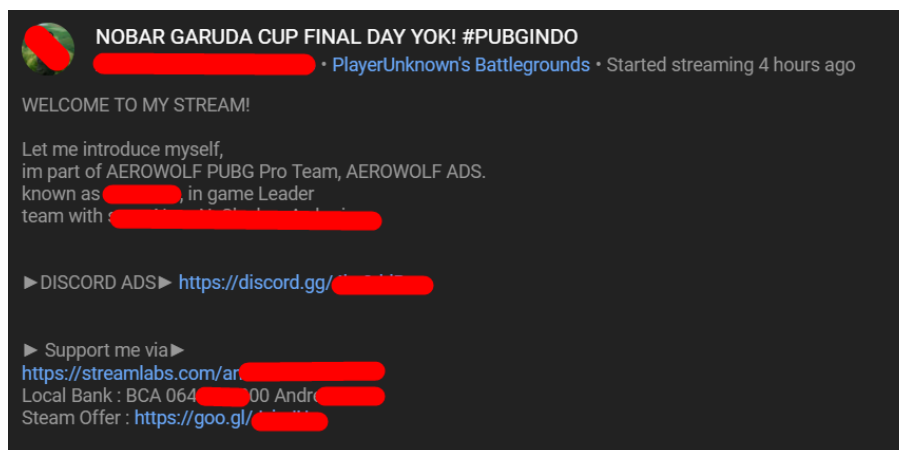 NOBAR GARUDA CUP FINAL DAY YOK! #PUBGINDO
• PlayerUnknown's Battlegrounds • Started streaming 4 hours ago
WELCOME TO MY STREAM!
Let me introduce myself,
im part of AEROWOLF PUBG Pro Team, AEROWOLF ADS.
known as , in game Leader
team with
►DISCORD ADS► https://discord.gg/
► Support me via►
https://streamlabs.com/
Local Bank : BCA
Steam Offer : https://goo.gl/